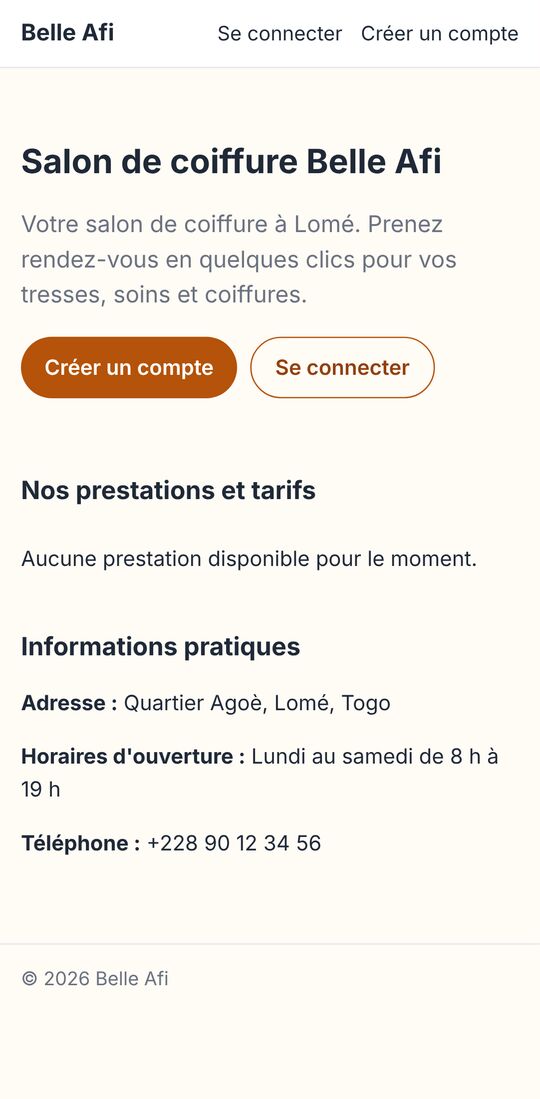 Belle Afi
Se connecter
Créer un compte
Salon de coiffure Belle Afi
Votre salon de coiffure à Lomé. Prenez
rendez-vous en quelques clics pour vos
tresses, soins et coiffures.
Créer un compte
Se connecter
Nos prestations et tarifs
Aucune prestation disponible pour le moment.
Informations pratiques
Adresse : Quartier Agoè, Lomé, Togo
Horaires d'ouverture : Lundi au samedi de 8 h à
19 h
Téléphone : +228 90 12 34 56
© 2026 Belle Afi